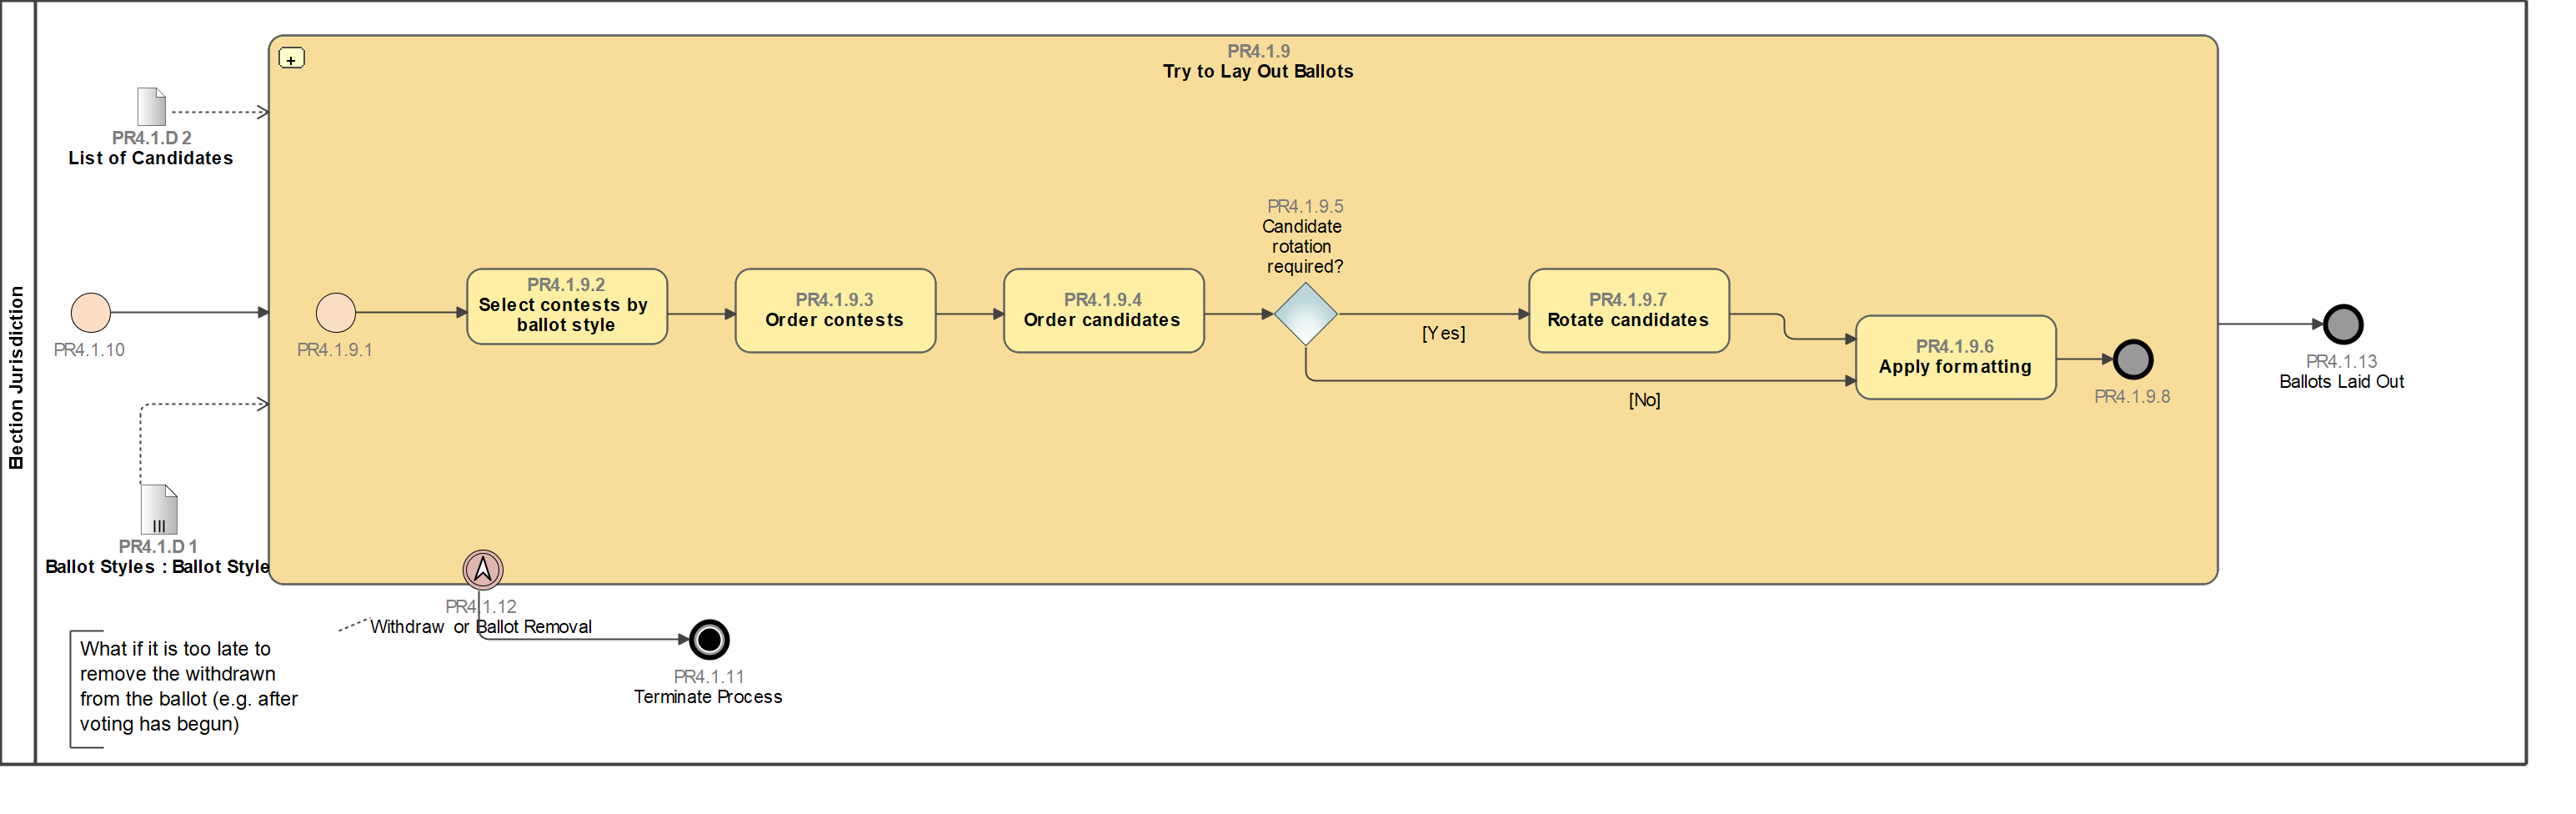 Election Jurisdiction
PR4.1.9
Try to Lay Out Ballots
+
PR4.1.D 2
List of Candidates
PR4.1.10
PR4.1.9.1
PR4.1.9.2
Select contests by
ballot style
PR4.1.9.3
Order contests
PR4.1.9.4
Order candidates
PR4.1.9.5
Candidate
rotation
required?
[Yes]
[No]
PR4.1.9.7
Rotate candidates
PR4.1.9.6
Apply formatting
PR4.1.9.8
PR4.1.13
Ballots Laid Out
PR4.1.D 1
Ballot Styles : Ballot Style
PR4.1.12
Withdraw or Ballot Removal
PR4.1.11
Terminate Process
What if it is too late to
remove the withdrawn
from the ballot (e.g. after
voting has begun)